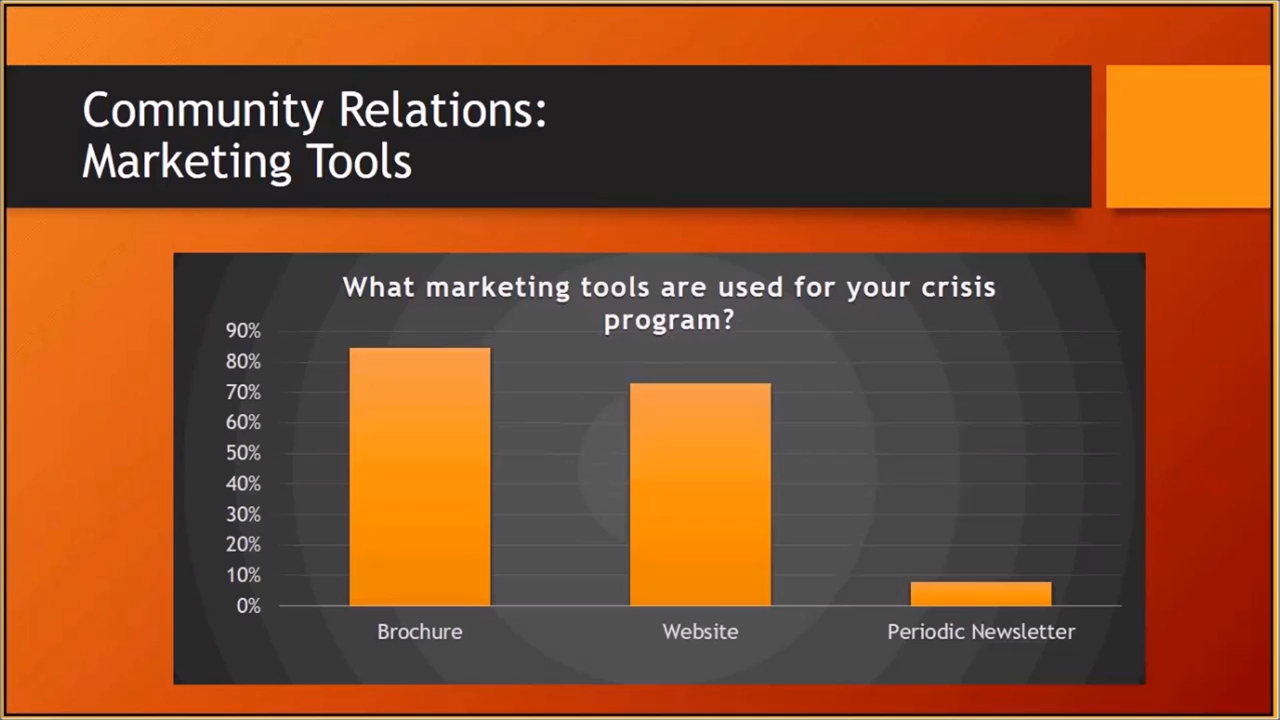 Community Relations:
Marketing Tools
What marketing tools are used for your crisis
program?
90%
80%
70%
60%
50%
40%
30%
20%
10%
0%
Brochure
Website
Periodic Newsletter